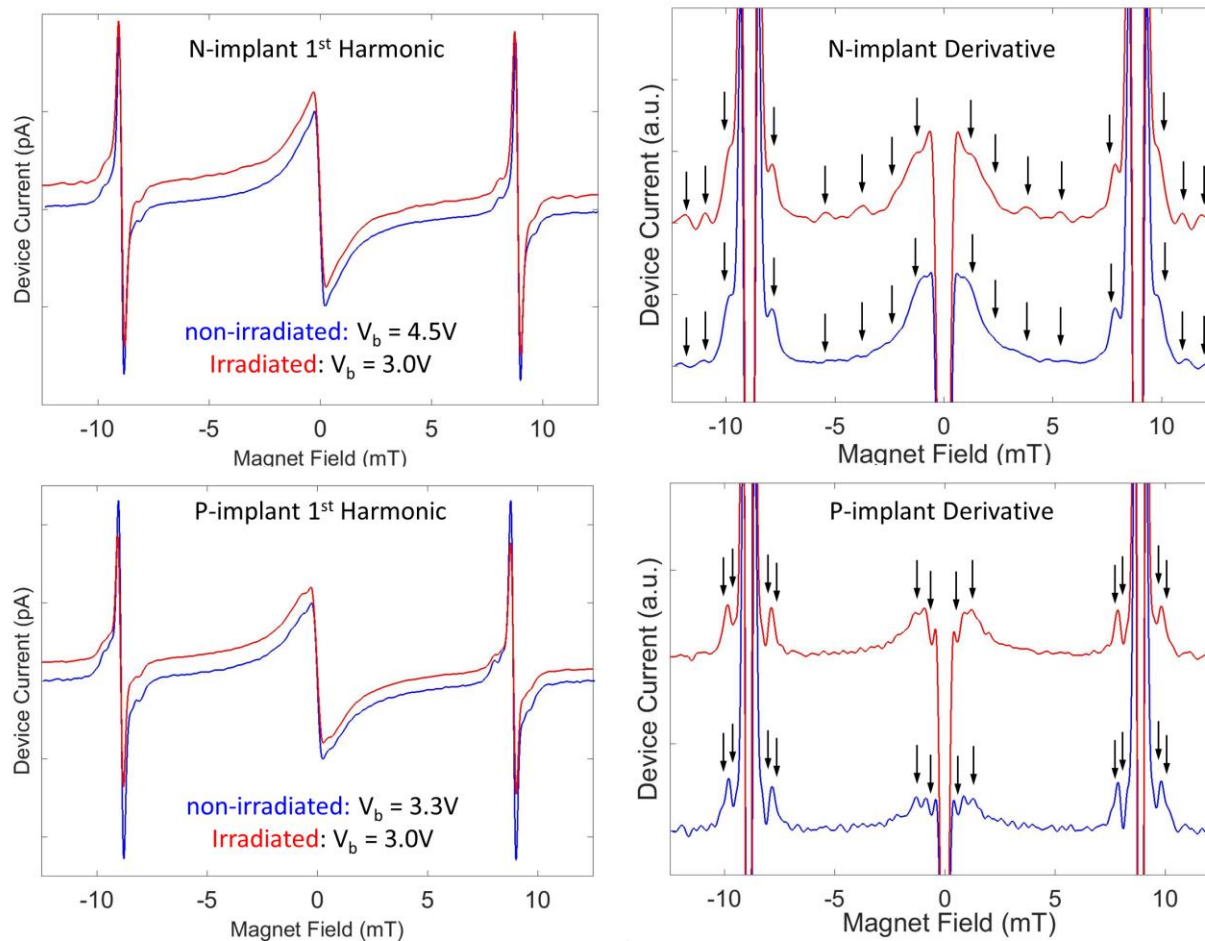 N-implant 1st Harmonic
Device Current (pA)
non-irradiated: Vb = 4.5V
Irradiated: Vb = 3.0V
-10 -5 0 5 10
Magnet Field (mT)
N-implant Derivative
Device Current (a.u.)
-10 -5 0 5 10
Magnet Field (mT)
P-implant 1st Harmonic
Device Current (pA)
non-irradiated: Vb = 3.3V
Irradiated: Vb = 3.0V
-10 -5 0 5 10
Magnet Field (mT)
P-implant Derivative
Device Current (a.u.)
-10 -5 0 5 10
Magnet Field (mT)